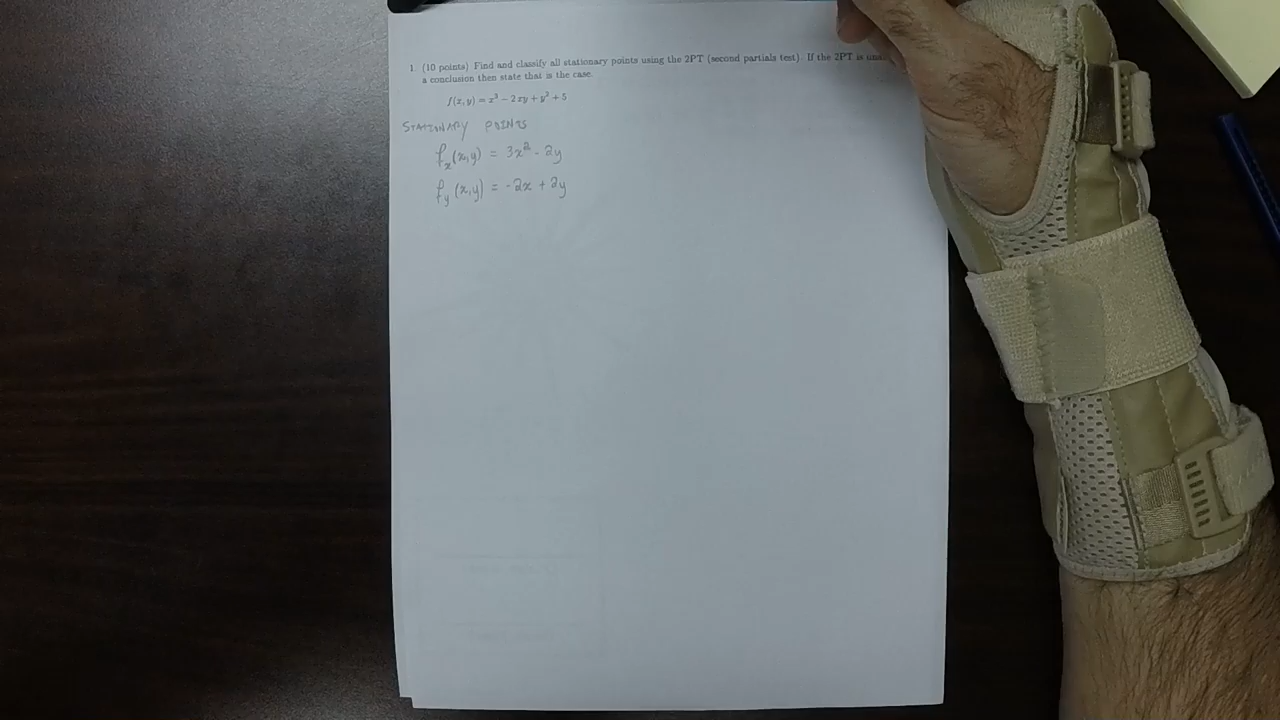 1. (10 points) Find and classify all stationary points using the 2PT (second partials test). If the 2PT is
a conclusion then state that is the case.
f(x, y) = x³ − 2xy + y² + 5
STATIONARY POINTS
fₓ(x,y) = 3x² - 2y
f_y(x,y) = -2x + 2y